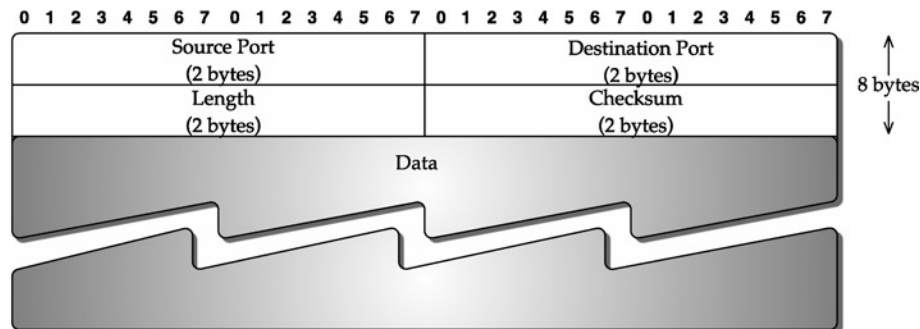 0 1 2 3 4 5 6 7 0 1 2 3 4 5 6 7 0 1 2 3 4 5 6 7 0 1 2 3 4 5 6 7
Source Port
(2 bytes)
Destination Port
(2 bytes)
8 bytes
Length
(2 bytes)
Checksum
(2 bytes)
Data